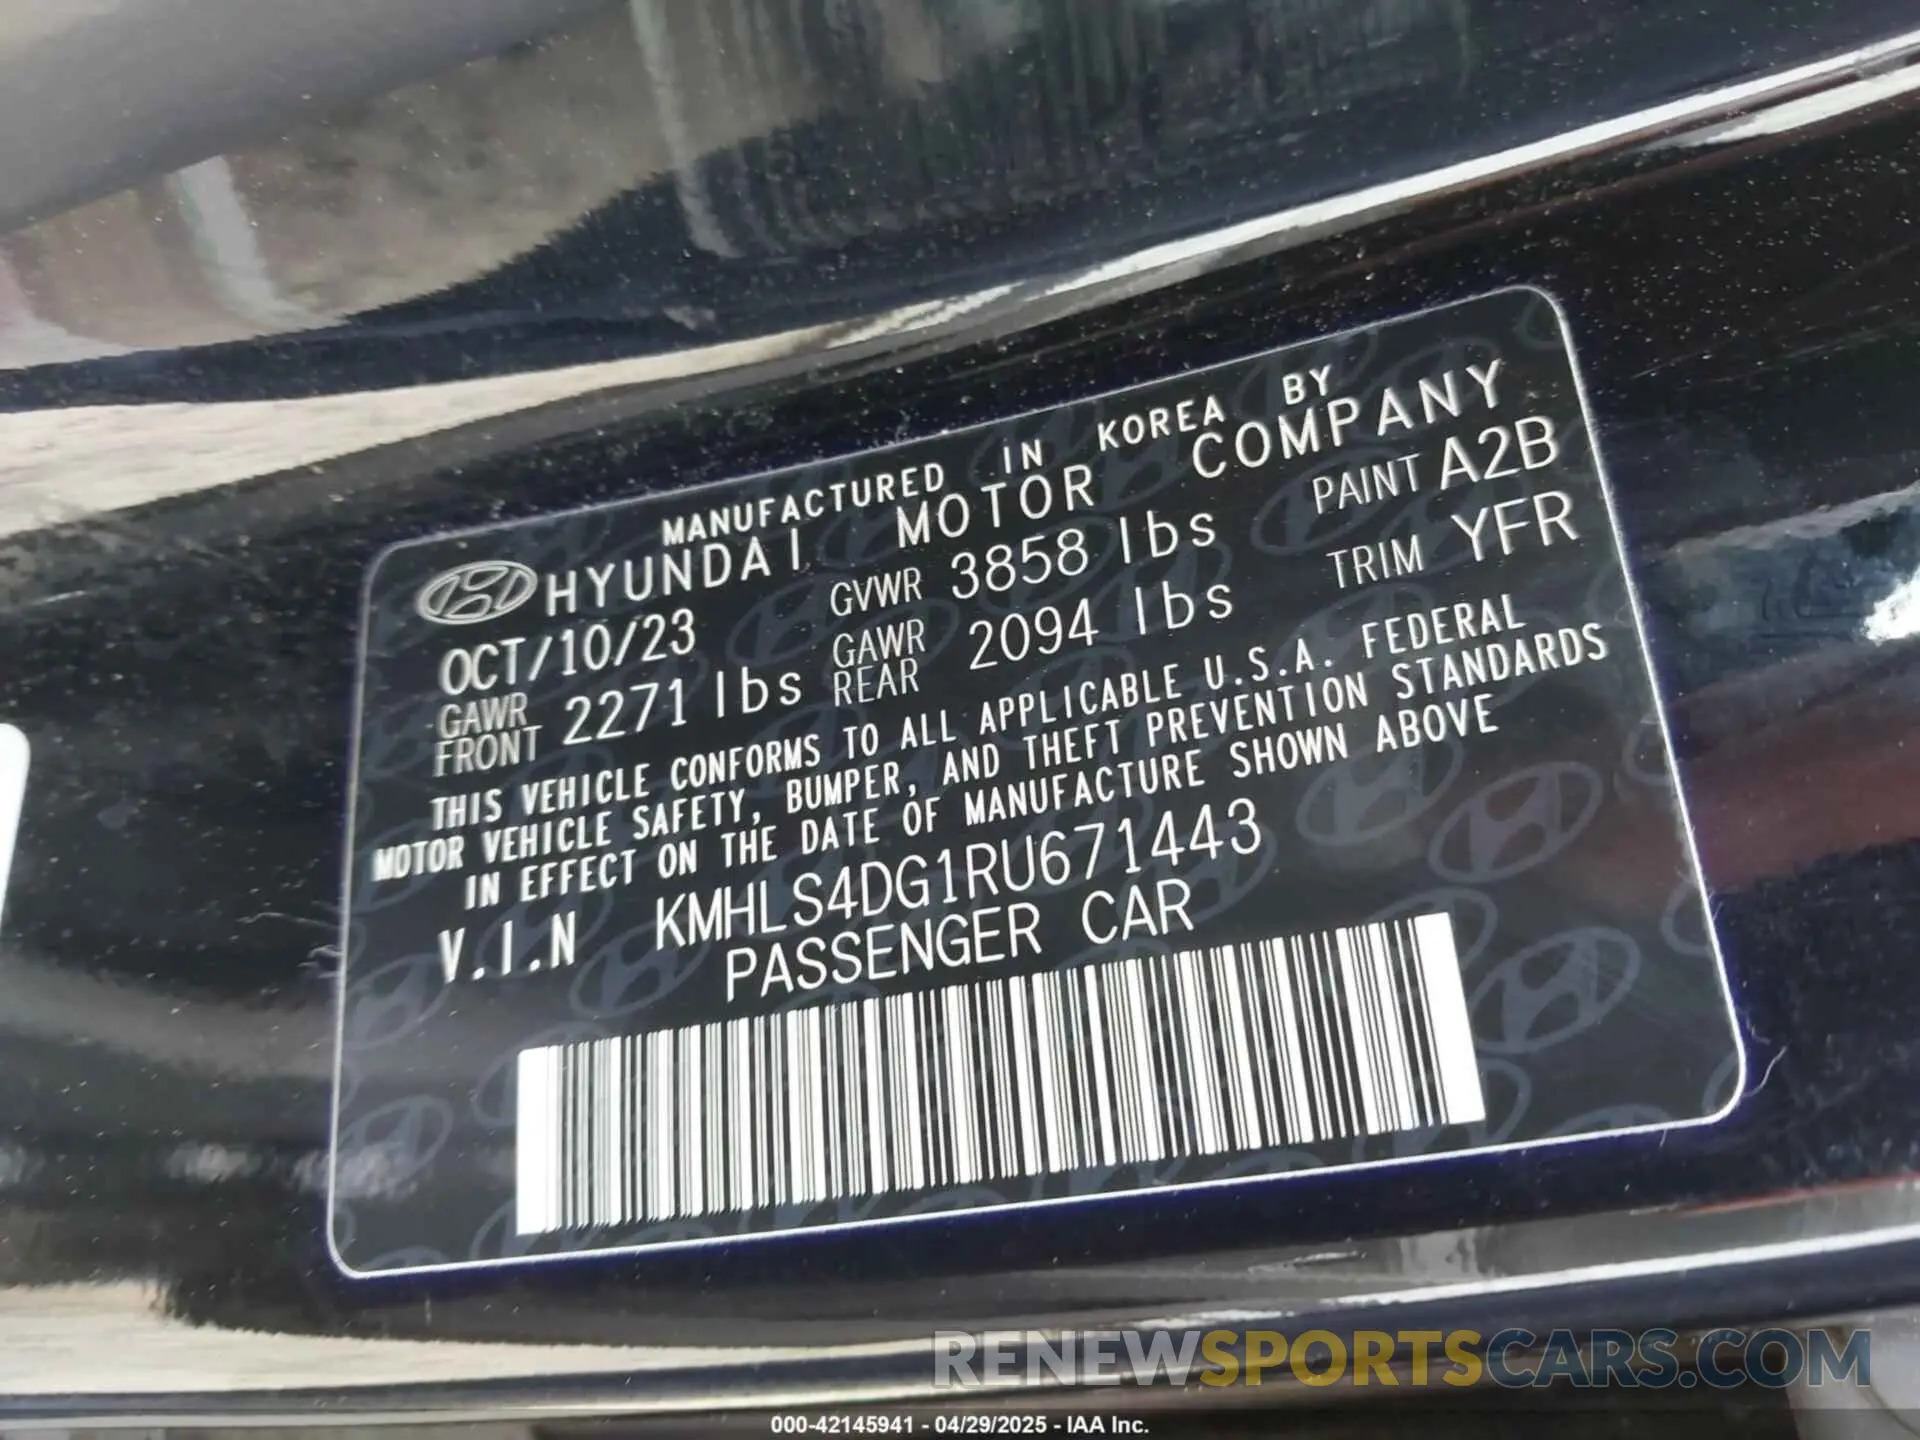 MANUFACTURED IN KOREA BY
HYUNDAI MOTOR COMPANY
OCT/10/23 GVWR 3858 lbs PAINT A2B
GAWR FRONT 2271 lbs GAWR REAR 2094 lbs TRIM YFR
THIS VEHICLE CONFORMS TO ALL APPLICABLE U.S.A. FEDERAL
MOTOR VEHICLE SAFETY, BUMPER, AND THEFT PREVENTION STANDARDS
IN EFFECT ON THE DATE OF MANUFACTURE SHOWN ABOVE
V.I.N KMHLS4DG1RU671443
PASSENGER CAR
RENEWSPORTSCARS.COM
000-42145941 - 04/29/2025 - IAA Inc.